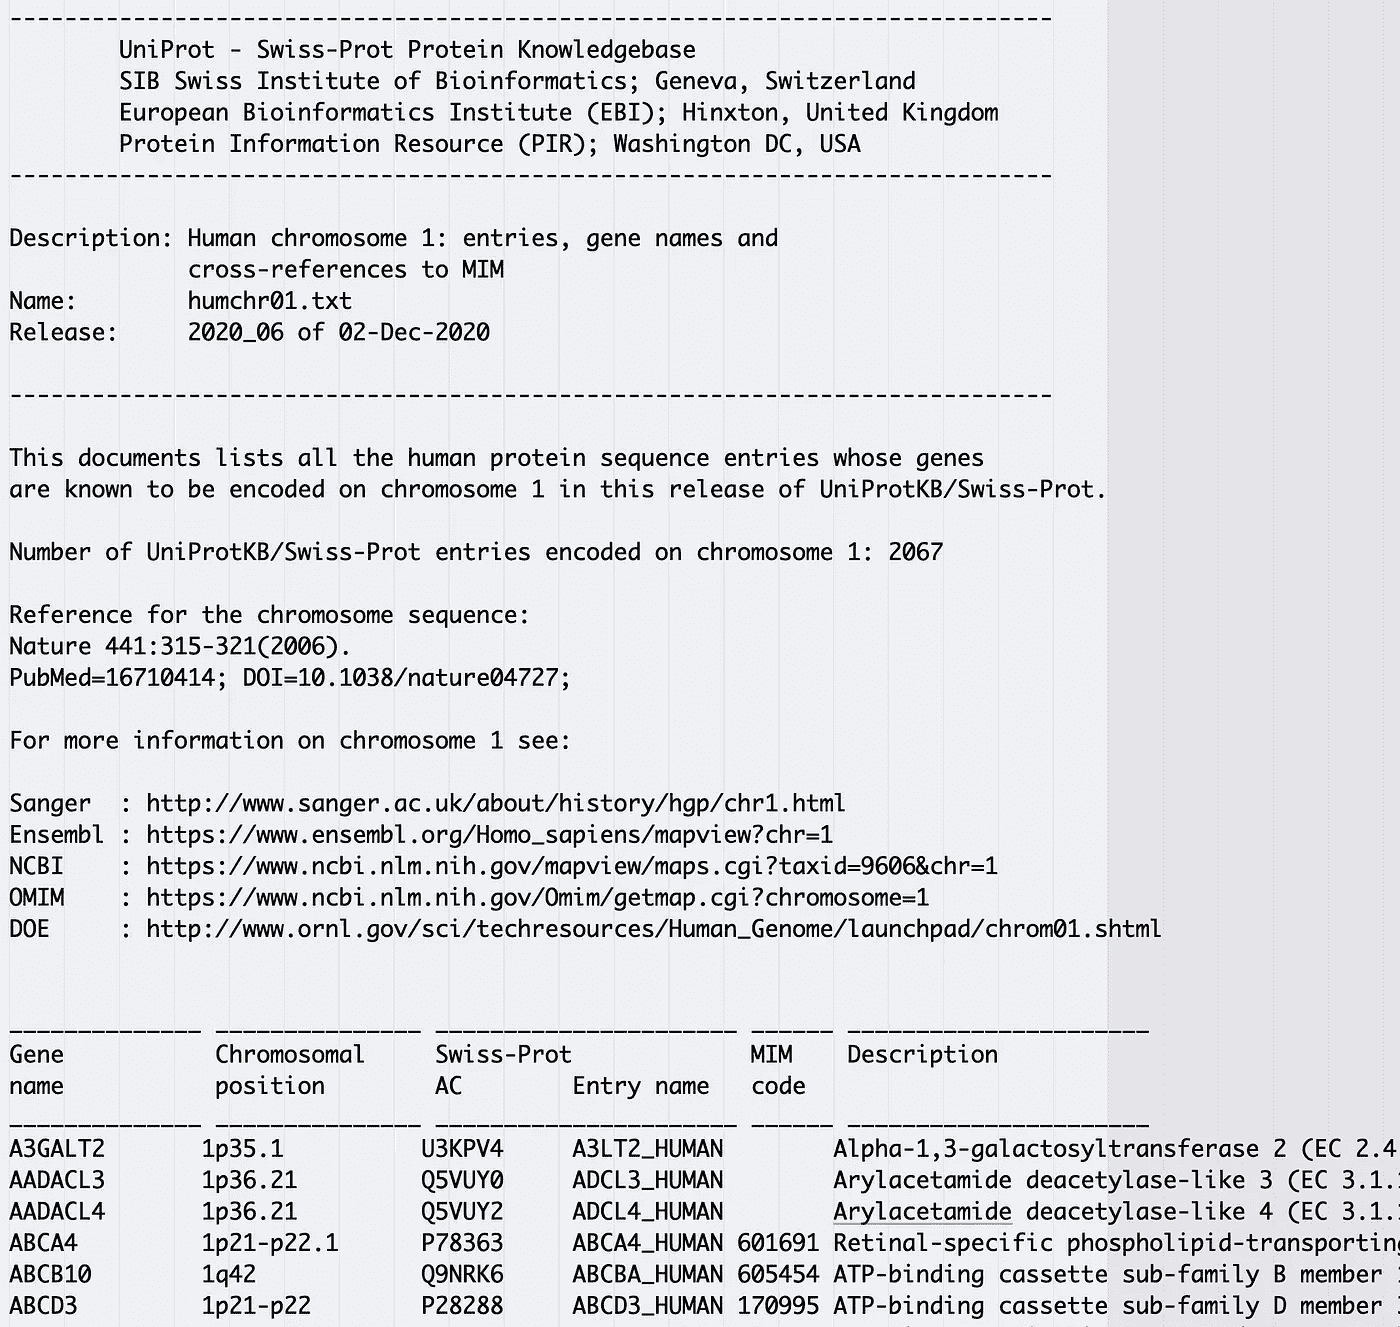 ---------------------------------------------------------------------------
UniProt - Swiss-Prot Protein Knowledgebase
SIB Swiss Institute of Bioinformatics; Geneva, Switzerland
European Bioinformatics Institute (EBI); Hinxton, United Kingdom
Protein Information Resource (PIR); Washington DC, USA
---------------------------------------------------------------------------
Description: Human chromosome 1: entries, gene names and
cross-references to MIM
Name: humchr01.txt
Release: 2020_06 of 02-Dec-2020
---------------------------------------------------------------------------
This documents lists all the human protein sequence entries whose genes
are known to be encoded on chromosome 1 in this release of UniProtKB/Swiss-Prot.
Number of UniProtKB/Swiss-Prot entries encoded on chromosome 1: 2067
Reference for the chromosome sequence:
Nature 441:315-321(2006).
PubMed=16710414; DOI=10.1038/nature04727;
For more information on chromosome 1 see:
Sanger : http://www.sanger.ac.uk/about/history/hgp/chr1.html
Ensembl : https://www.ensembl.org/Homo_sapiens/mapview?chr=1
NCBI : https://www.ncbi.nlm.nih.gov/mapview/maps.cgi?taxid=9606&chr=1
OMIM : https://www.ncbi.nlm.nih.gov/Omim/getmap.cgi?chromosome=1
DOE : http://www.ornl.gov/sci/techresources/Human_Genome/launchpad/chrom01.shtml
______________ _______________ ______________________ ______ ______________________
Gene Chromosomal Swiss-Prot MIM Description
name position AC Entry name code
______________ _______________ ______________________ ______ ______________________
A3GALT2 1p35.1 U3KPV4 A3LT2_HUMAN Alpha-1,3-galactosyltransferase 2 (EC 2.4
AADACL3 1p36.21 Q5VUY0 ADCL3_HUMAN Arylacetamide deacetylase-like 3 (EC 3.1.
AADACL4 1p36.21 Q5VUY2 ADCL4_HUMAN Arylacetamide deacetylase-like 4 (EC 3.1.
ABCA4 1p21-p22.1 P78363 ABCA4_HUMAN 601691 Retinal-specific phospholipid-transporting
ABCB10 1q42 Q9NRK6 ABCBA_HUMAN 605454 ATP-binding cassette sub-family B member
ABCD3 1p21-p22 P28288 ABCD3_HUMAN 170995 ATP-binding cassette sub-family D member